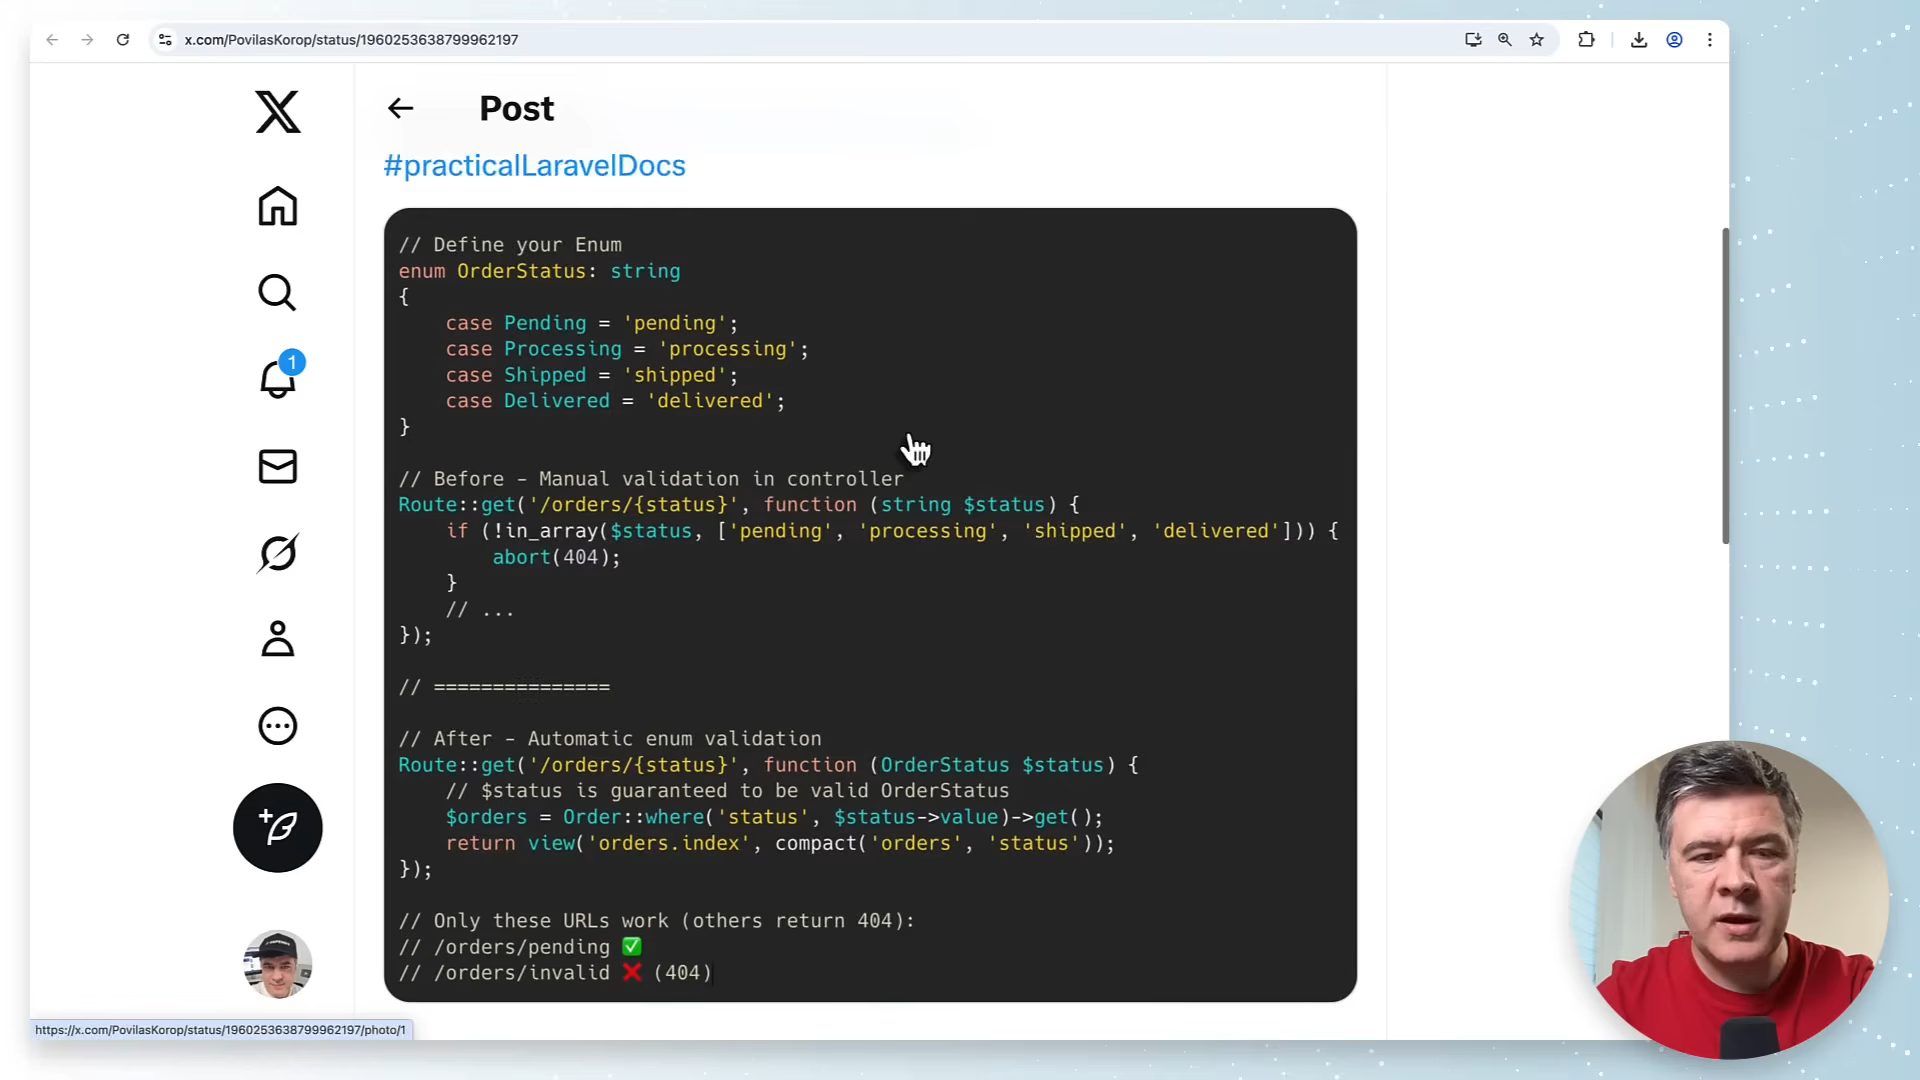 x.com/PovilasKorop/status/1960253638799962197
Post
#practicalLaravelDocs
1
// Define your Enum
enum OrderStatus: string
{
    case Pending = 'pending';
    case Processing = 'processing';
    case Shipped = 'shipped';
    case Delivered = 'delivered';
}
// Before - Manual validation in controller
Route::get('/orders/{status}', function (string $status) {
    if (!in_array($status, ['pending', 'processing', 'shipped', 'delivered'])) {
        abort(404);
    }
    // ...
});
// ===============
// After - Automatic enum validation
Route::get('/orders/{status}', function (OrderStatus $status) {
    // $status is guaranteed to be valid OrderStatus
    $orders = Order::where('status', $status->value)->get();
    return view('orders.index', compact('orders', 'status'));
});
// Only these URLs work (others return 404):
// /orders/pending ✅
// /orders/invalid ❌ (404)
https://x.com/PovilasKorop/status/1960253638799962197/photo/1